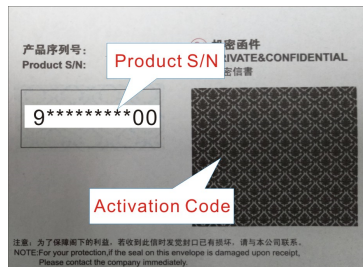 产品序列号:
Product S/N:
Product S/N
密函件
RIVATE&CONFIDENTIAL
密信書
9*********00
Activation Code
注意：为了保障阁下的利益，若收到此信时发觉封口已有损坏，请与本公司联系。
NOTE;For your protection,if the seal on this envelope is damaged upon receipt,
Please contact the company immediately.